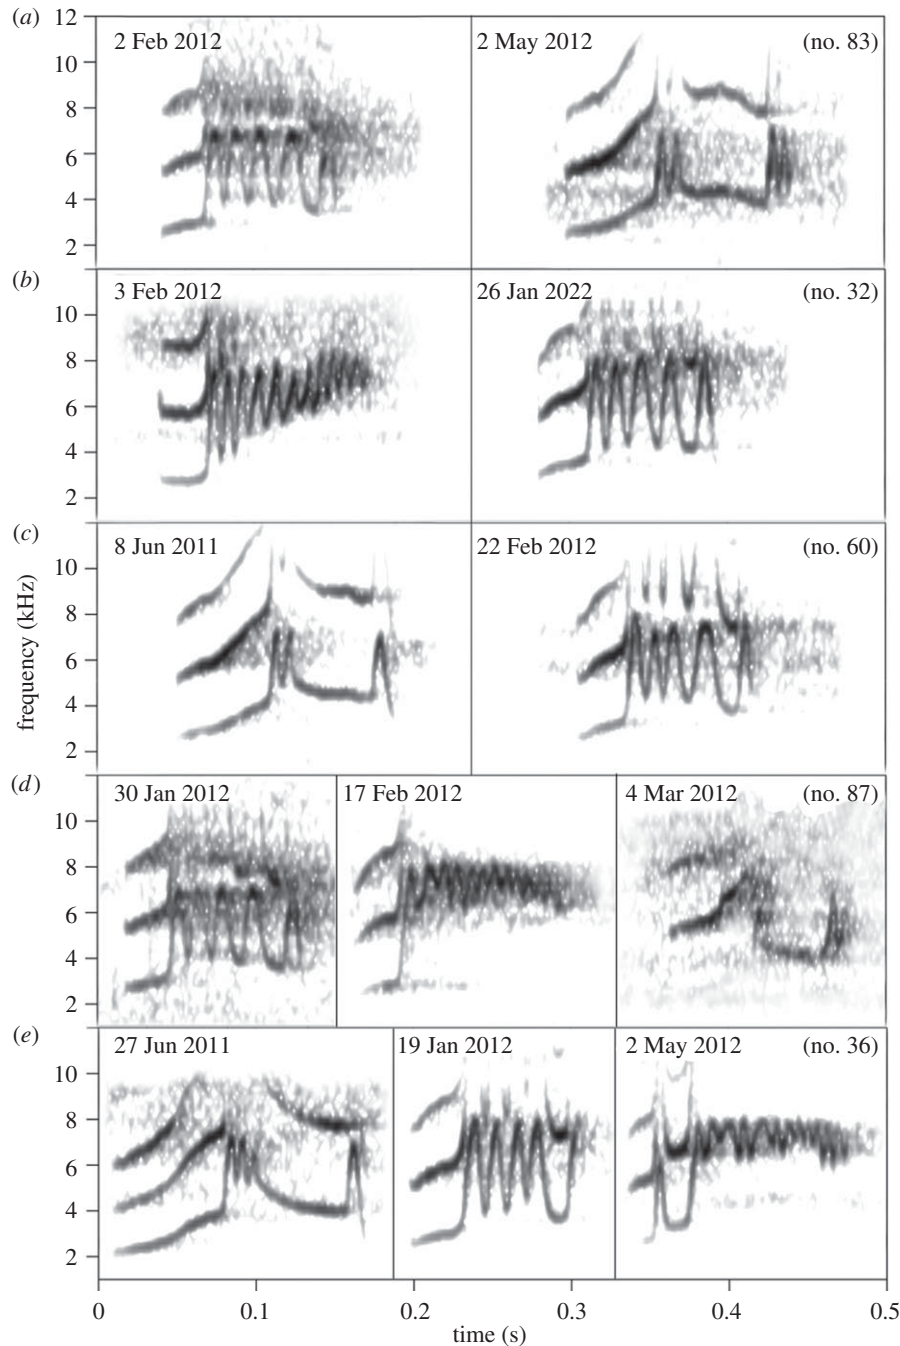 (a)
12
2 Feb 2012 2 May 2012 (no. 83)
10
8
6
4
2
(b)
3 Feb 2012 26 Jan 2022 (no. 32)
10
8
6
4
2
(c)
8 Jun 2011 22 Feb 2012 (no. 60)
10
8
6
4
2
frequency (kHz)
(d)
30 Jan 2012 17 Feb 2012 4 Mar 2012 (no. 87)
10
8
6
4
2
(e)
27 Jun 2011 19 Jan 2012 2 May 2012 (no. 36)
10
8
6
4
2
0 0.1 0.2 0.3 0.4 0.5
time (s)